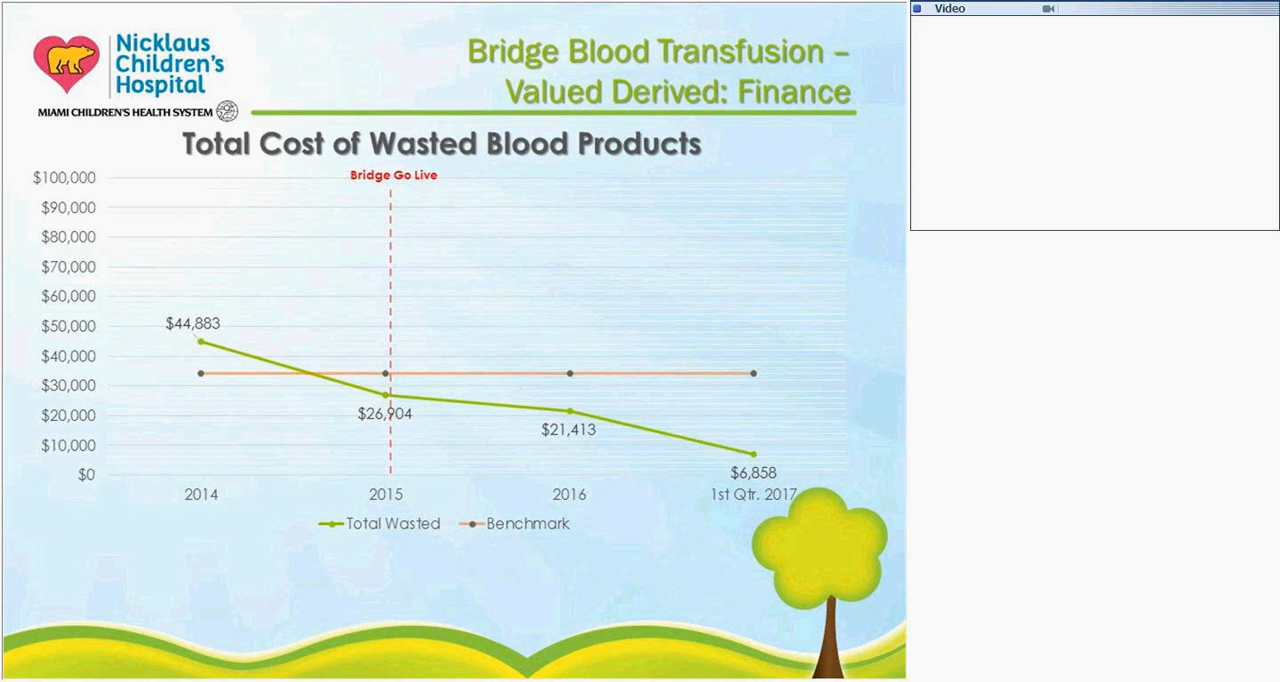 Video
Nicklaus
Children's
Hospital
MIAMI CHILDREN'S HEALTH SYSTEM
Bridge Blood Transfusion –
Valued Derived: Finance
Total Cost of Wasted Blood Products
Bridge Go Live
$100,000
$90,000
$80,000
$70,000
$60,000
$50,000
$40,000
$30,000
$20,000
$10,000
$0
$44,883
$26,904
$21,413
$6,858
2014 2015 2016 1st Qtr. 2017
Total Wasted Benchmark